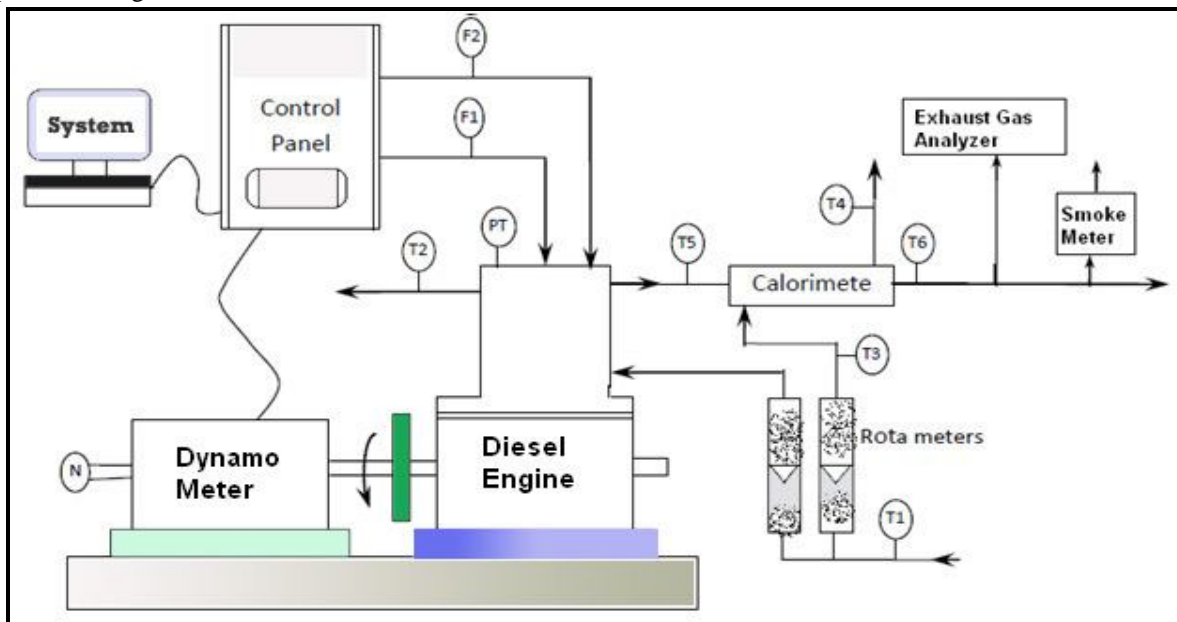 F2
System
Control
Panel
F1
Exhaust Gas
Analyzer
T4
Smoke
Meter
PT
T2
T5
T6
Calorimete
T3
Rota meters
Dynamo
Meter
Diesel
Engine
N
T1